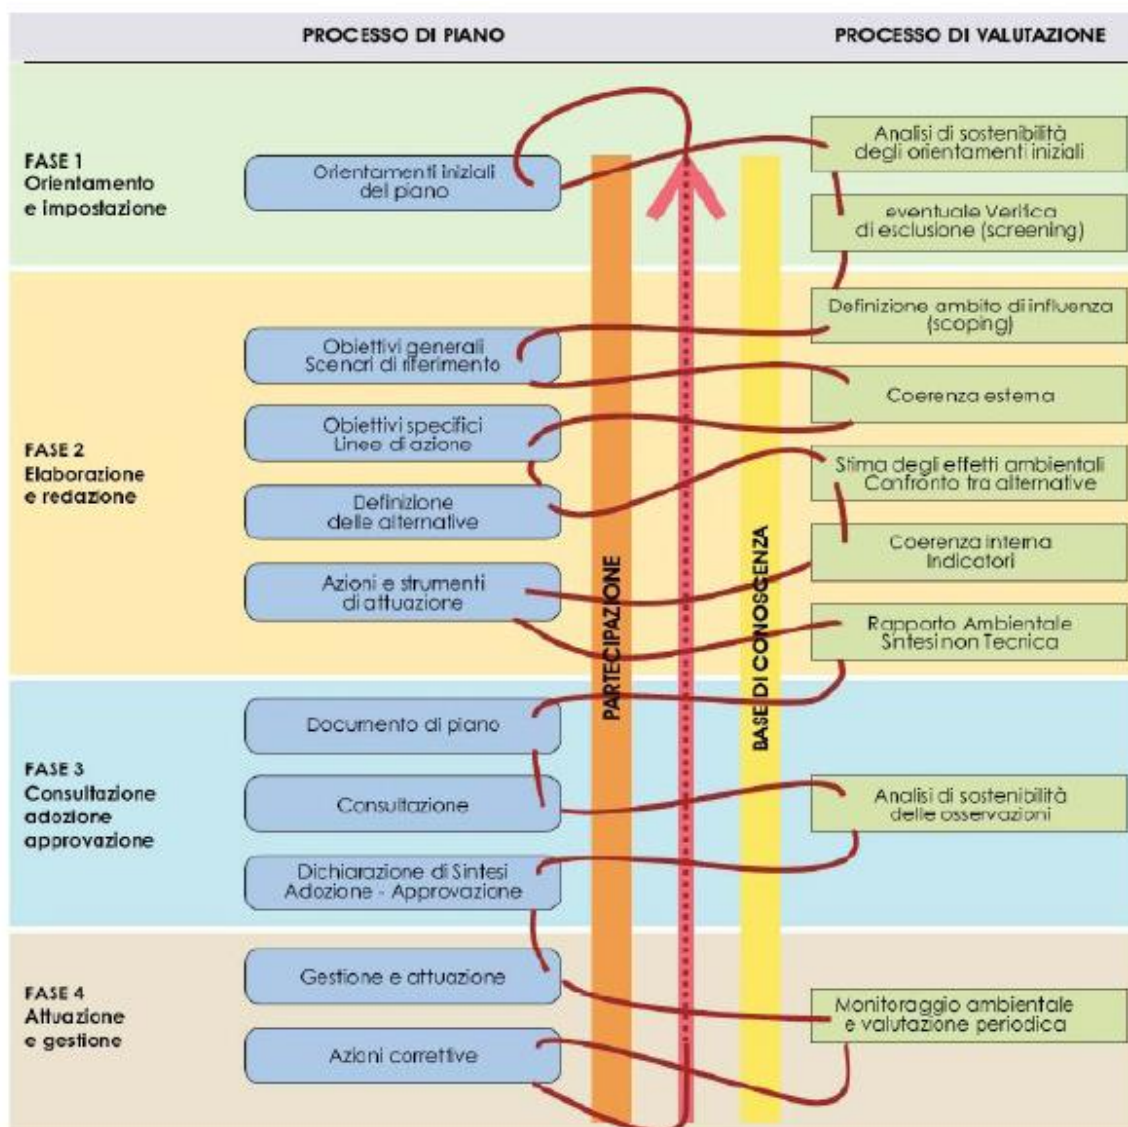 PROCESSO DI PIANO
PROCESSO DI VALUTAZIONE
FASE 1
Orientamento
e impostazione
Orientamenti iniziali
del piano
Analisi di sostenibilità
degli orientamenti iniziali
eventuale Verifica
di esclusione (screening)
FASE 2
Elaborazione
e redazione
Obiettivi generali
Scenari di riferimento
Obiettivi specifici
Linee di azione
Definizione
delle alternative
Azioni e strumenti
di attuazione
PARTECIPAZIONE
BASE DI CONOSCENZA
Definizione ambito di influenza
(scoping)
Coerenza esterna
Stima degli effetti ambientali
Confronto tra alternative
Coerenza interna
Indicatori
Rapporto Ambientale
Sintesi non Tecnica
FASE 3
Consultazione
adozione
approvazione
Documento di piano
Consultazione
Dichiarazione di Sintesi
Adozione - Approvazione
Analisi di sostenibilità
delle osservazioni
FASE 4
Attuazione
e gestione
Gestione e attuazione
Azioni correttive
Monitoraggio ambientale
e valutazione periodica